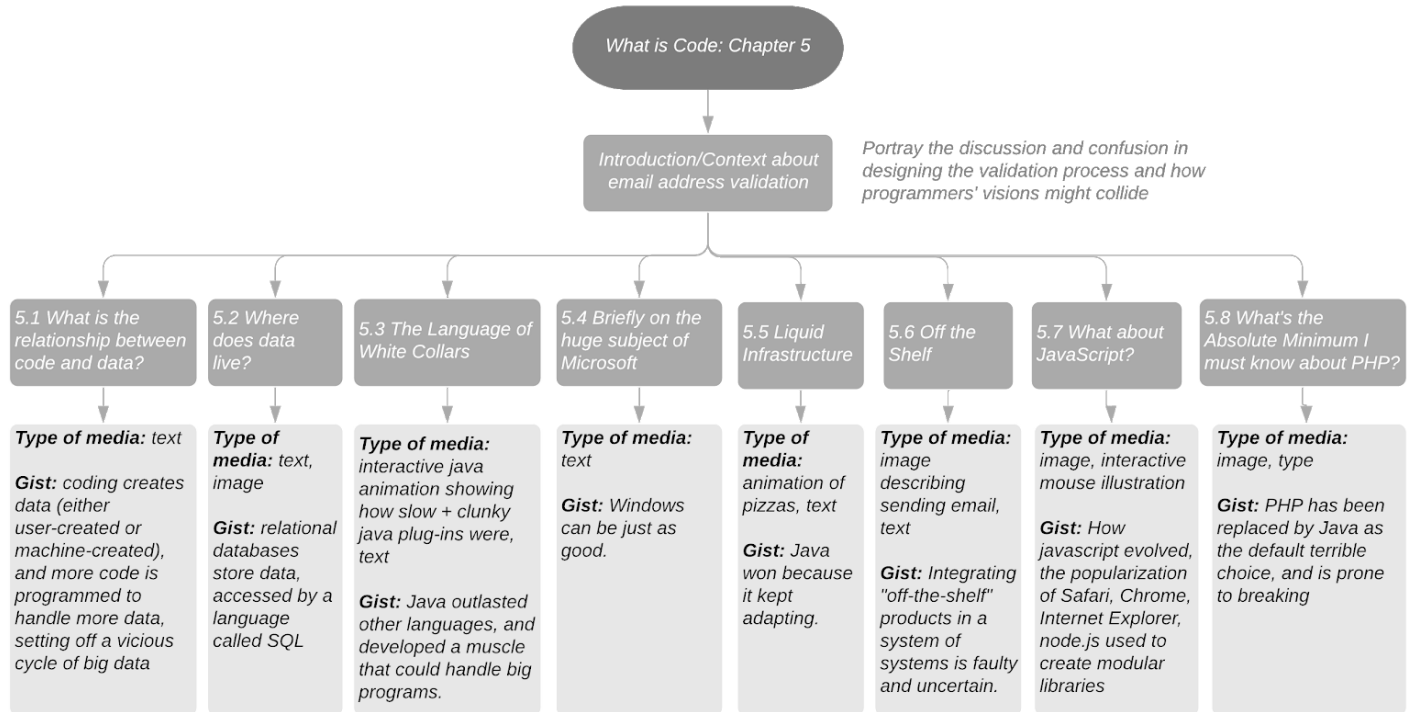 What is Code: Chapter 5
Introduction/Context about
email address validation
Portray the discussion and confusion in
designing the validation process and how
programmers' visions might collide
5.1 What is the
relationship between
code and data?
5.2 Where
does data
live?
5.3 The Language of
White Collars
5.4 Briefly on the
huge subject of
Microsoft
5.5 Liquid
Infrastructure
5.6 Off the
Shelf
5.7 What about
JavaScript?
5.8 What's the
Absolute Minimum I
must know about PHP?
Type of media: text
Gist: coding creates
data (either
user-created or
machine-created),
and more code is
programmed to
handle more data,
setting off a vicious
cycle of big data
Type of
media: text,
image
Gist: relational
databases
store data,
accessed by a
language
called SQL
Type of media:
interactive java
animation showing
how slow + clunky
java plug-ins were,
text
Gist: Java outlasted
other languages, and
developed a muscle
that could handle big
programs.
Type of media:
text
Gist: Windows
can be just as
good.
Type of
media:
animation of
pizzas, text
Gist: Java
won because
it kept
adapting.
Type of media:
image
describing
sending email,
text
Gist: Integrating
"off-the-shelf"
products in a
system of
systems is faulty
and uncertain.
Type of media:
image, interactive
mouse illustration
Gist: How
javascript evolved,
the popularization
of Safari, Chrome,
Internet Explorer,
node.js used to
create modular
libraries
Type of media:
image, type
Gist: PHP has been
replaced by Java as
the default terrible
choice, and is prone
to breaking